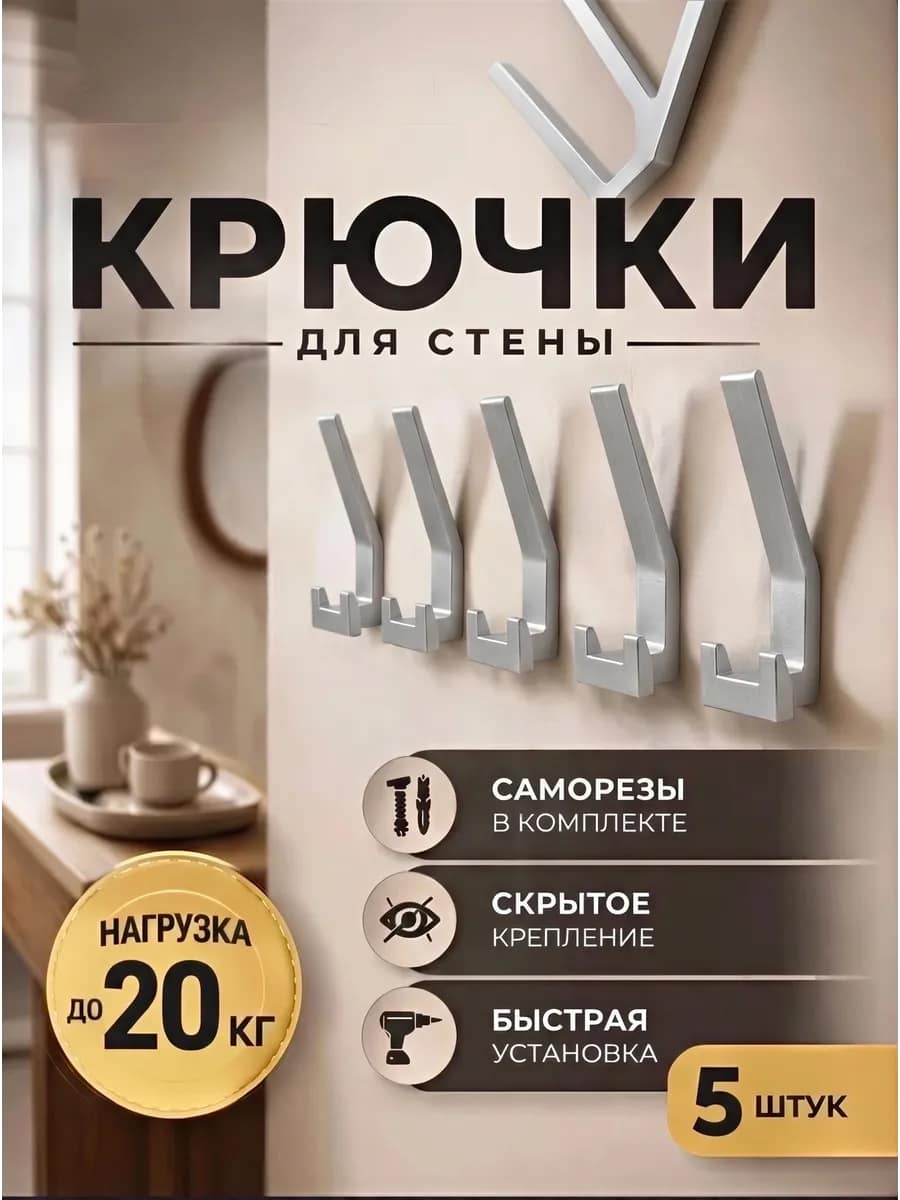 КРЮЧКИ
ДЛЯ СТЕНЫ
САМОРЕЗЫ
В КОМПЛЕКТЕ
СКРЫТОЕ
КРЕПЛЕНИЕ
БЫСТРАЯ
УСТАНОВКА
НАГРУЗКА
ДО 20 КГ
5 ШТУК